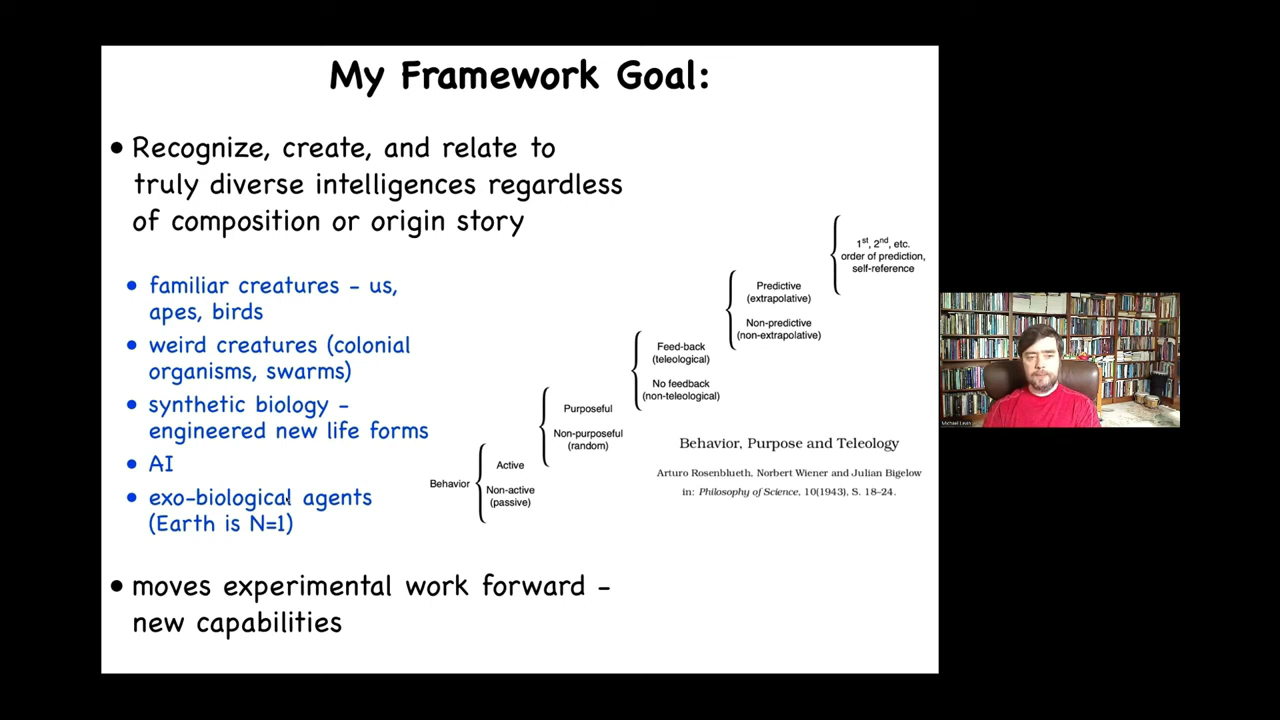 My Framework Goal:
• Recognize, create, and relate to
truly diverse intelligences regardless
of composition or origin story
• familiar creatures - us,
apes, birds
• weird creatures (colonial
organisms, swarms)
• synthetic biology -
engineered new life forms
• AI
• exo-biological agents
(Earth is N=1)
• moves experimental work forward -
new capabilities
1st, 2nd, etc.
order of prediction,
self-reference
Predictive
(extrapolative)
Non-predictive
(non-extrapolative)
Feed-back
(teleological)
No feedback
(non-teleological)
Purposeful
Non-purposeful
(random)
Active
Behavior
Non-active
(passive)
Behavior, Purpose and Teleology
Arturo Rosenblueth, Norbert Wiener and Julian Bigelow
in: Philosophy of Science, 10(1943), S. 18–24.
Michael Levin